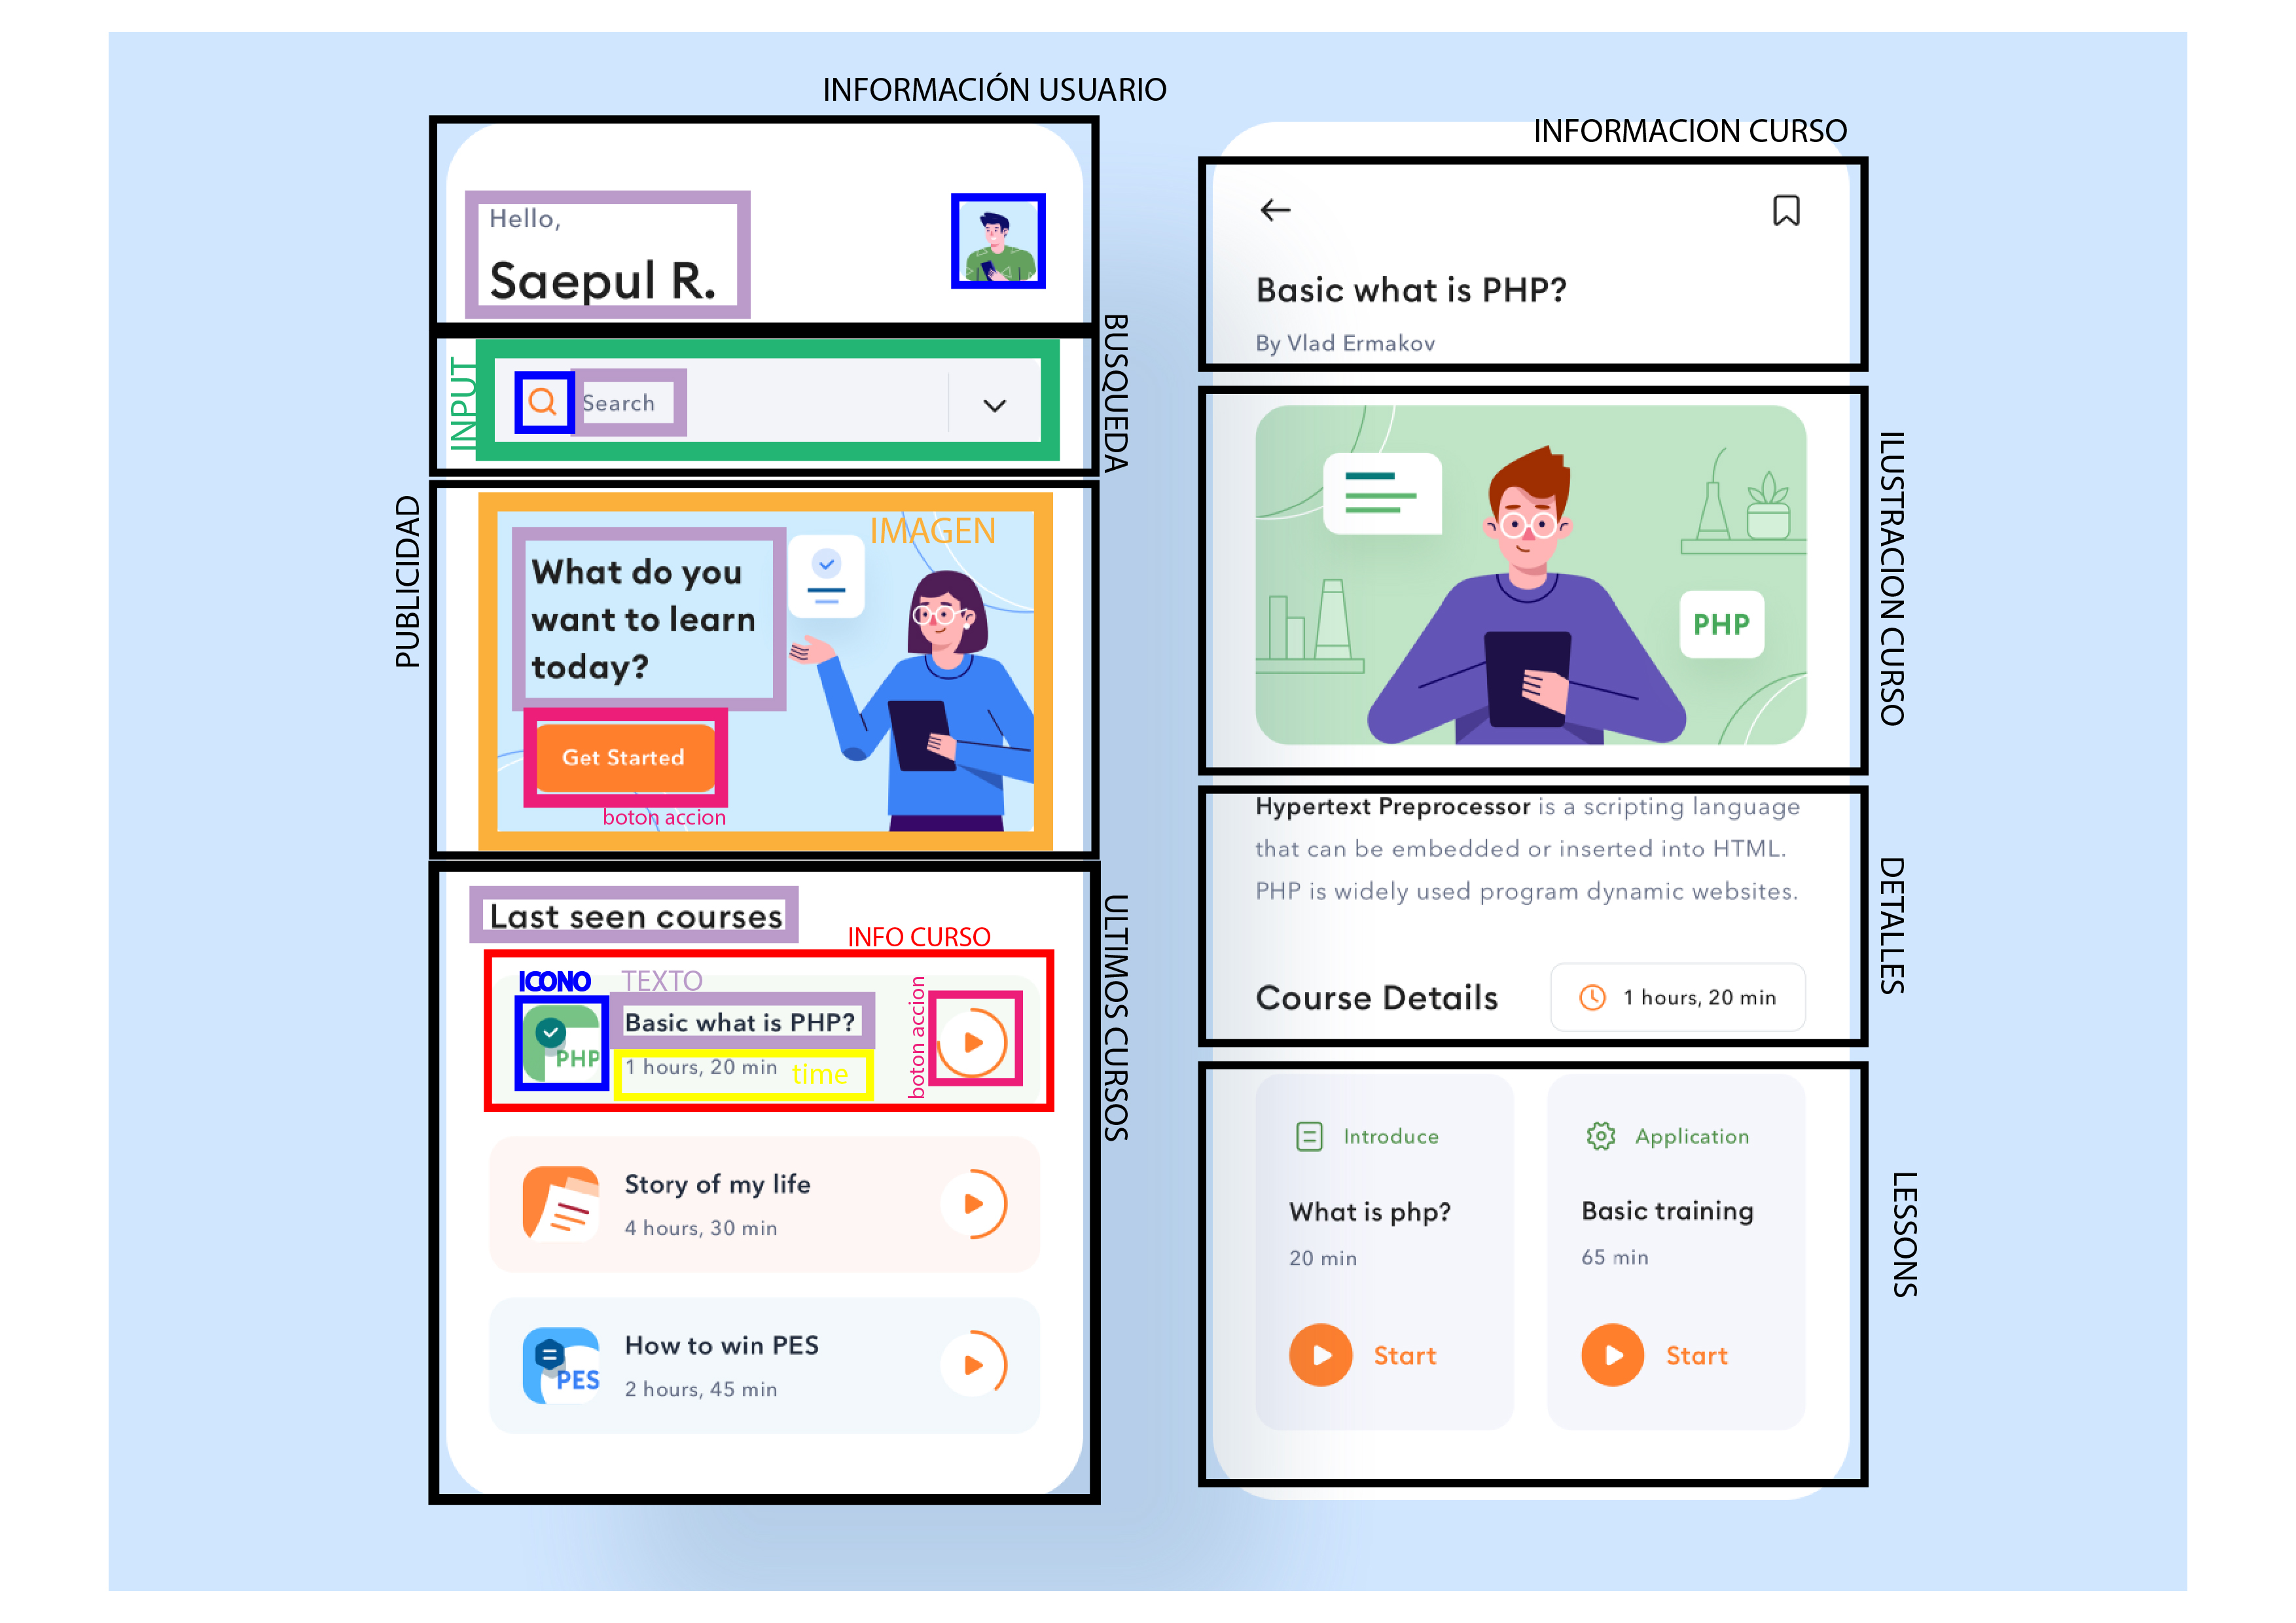 INFORMACIÓN USUARIO
Hello,
Saepul R.
BUSQUEDA
INPUT
Search
PUBLICIDAD
IMAGEN
What do you
want to learn
today?
Get Started
boton accion
ULTIMOS CURSOS
Last seen courses
INFO CURSO
ICONO
TEXTO
PHP
Basic what is PHP?
1 hours, 20 min
time
boton accion
Story of my life
4 hours, 30 min
PES
How to win PES
2 hours, 45 min
INFORMACION CURSO
Basic what is PHP?
By Vlad Ermakov
ILUSTRACION CURSO
PHP
DETALLES
Hypertext Preprocessor is a scripting language
that can be embedded or inserted into HTML.
PHP is widely used program dynamic websites.
Course Details
1 hours, 20 min
LESSONS
Introduce
What is php?
20 min
Start
Application
Basic training
65 min
Start